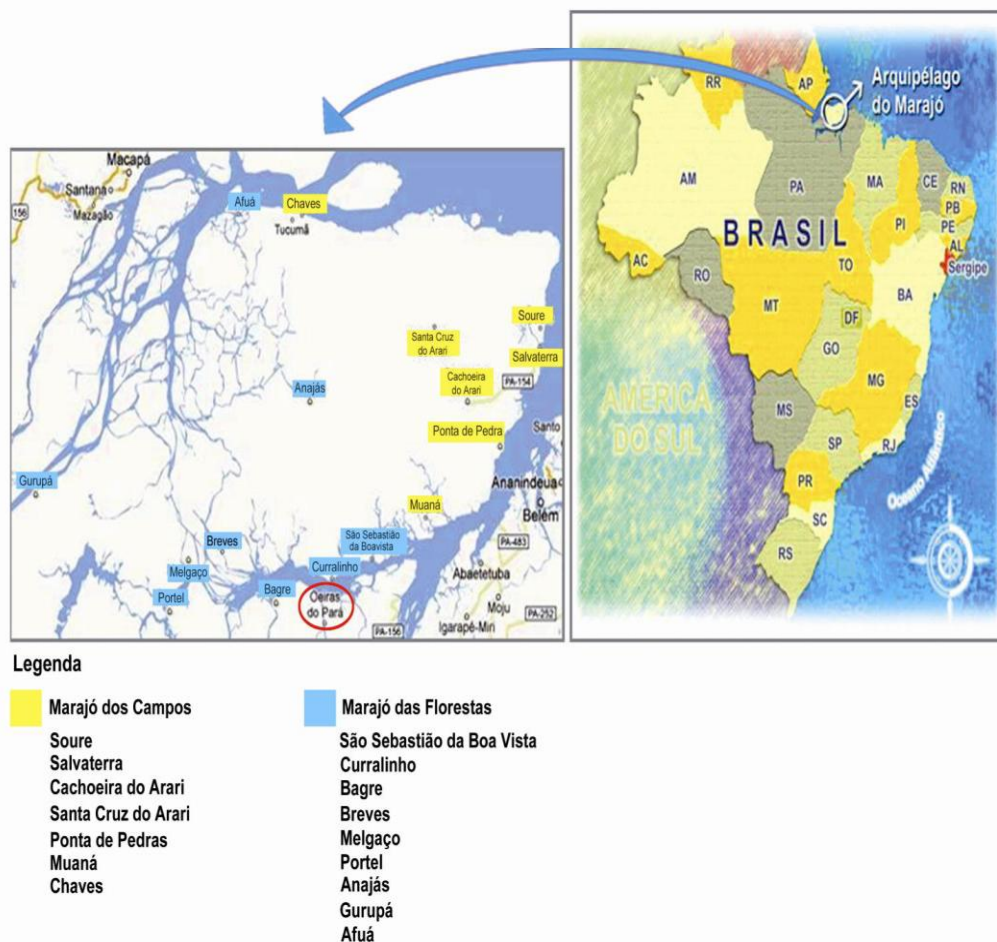 Macapá
Santana
Mazagão
156
Afuá
Chaves
Tucumã
Soure
Santa Cruz
do Arari
Salvaterra
Cachoeira
do Arari
PA-154
Anajás
Ponta de Pedra
Santo
Ananindeua
Belém
Gurupá
Muaná
São Sebastião
da Boavista
Breves
PA-483
Curralinho
Melgaço
Abaetetuba
Bagre
Oeiras
do Pará
Portel
Moju
PA-252
Igarapé-Miri
PA-156
Arquipélago
do Marajó
RR
AP
AM
PA
MA
CE
RN
PB
PI
PE
AL
BRASIL
Sergipe
AC
RO
TO
BA
MT
DF
GO
MG
ES
AMÉRICA
DO SUL
MS
SP
RJ
PR
Oceano Atlântico
SC
RS
Legenda
Marajó dos Campos
Soure
Salvaterra
Cachoeira do Arari
Santa Cruz do Arari
Ponta de Pedras
Muaná
Chaves
Marajó das Florestas
São Sebastião da Boa Vista
Curralinho
Bagre
Breves
Melgaço
Portel
Anajás
Gurupá
Afuá